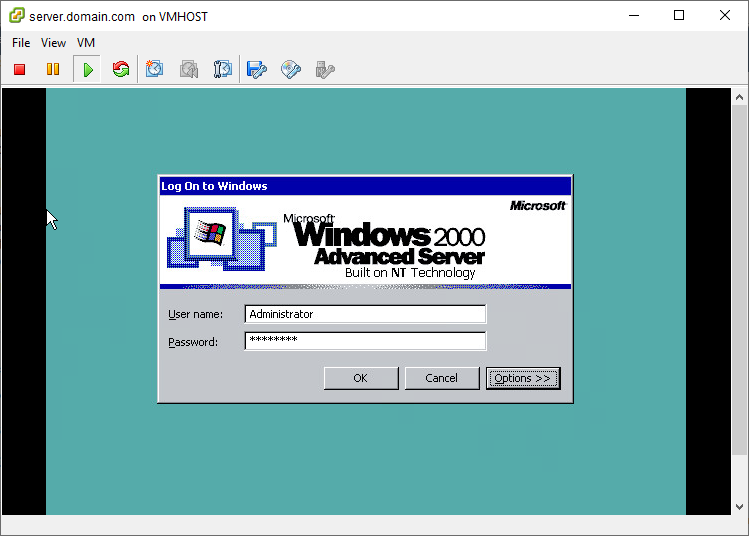 server.domain.com on VMHOST
File View VM
Log On to Windows
Microsoft
Microsoft
Windows 2000
Advanced Server
Built on NT Technology
User name: Administrator
Password: ********
OK Cancel Options >>